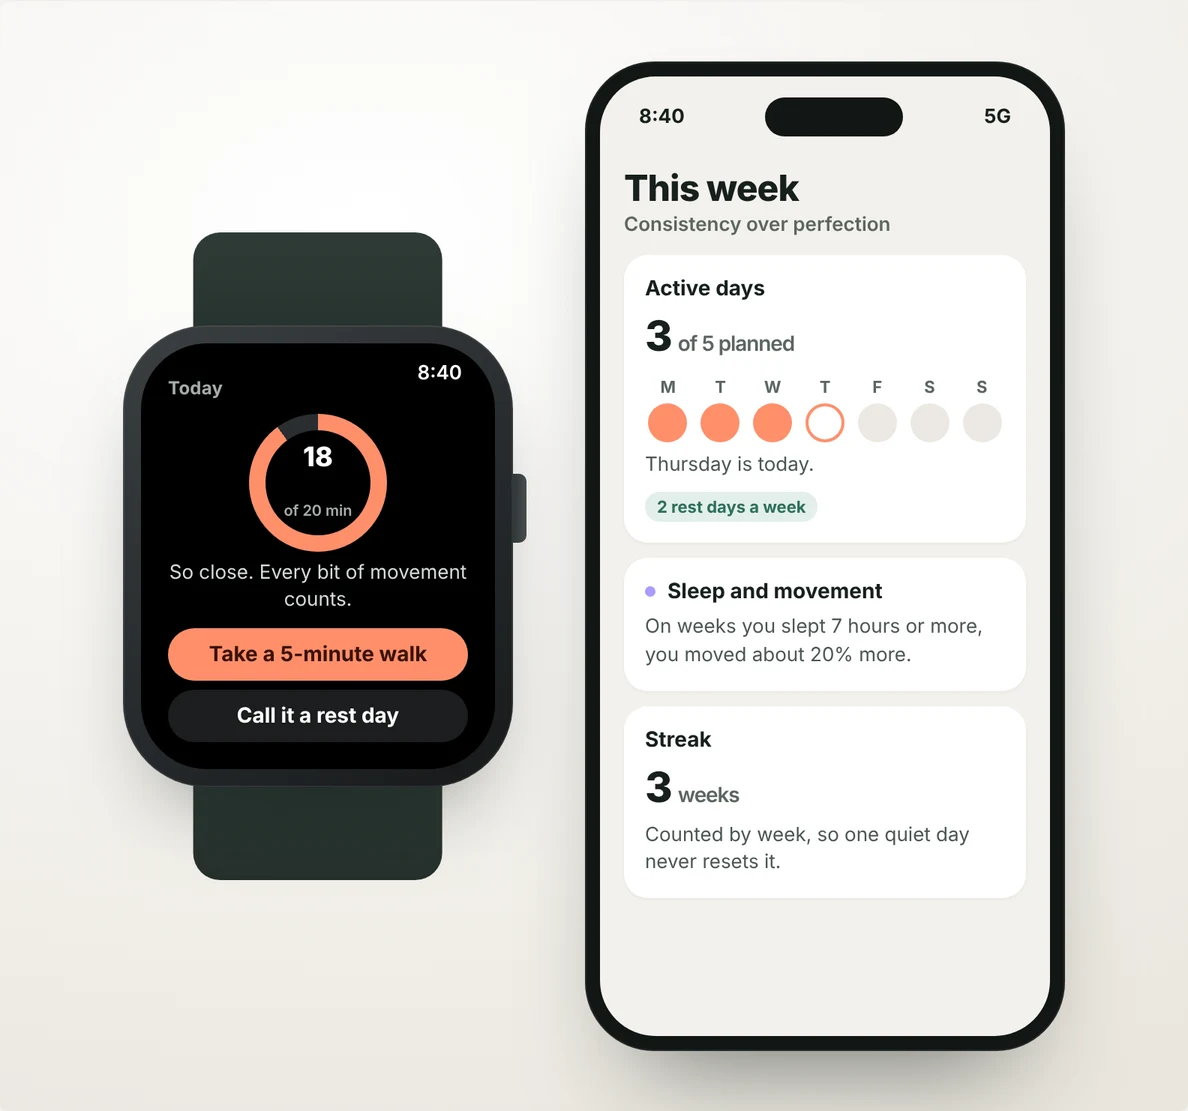 Today
8:40
18
of 20 min
So close. Every bit of movement
counts.
Take a 5-minute walk
Call it a rest day
8:40
5G
This week
Consistency over perfection
Active days
3 of 5 planned
M T W T F S S
Thursday is today.
2 rest days a week
Sleep and movement
On weeks you slept 7 hours or more,
you moved about 20% more.
Streak
3 weeks
Counted by week, so one quiet day
never resets it.